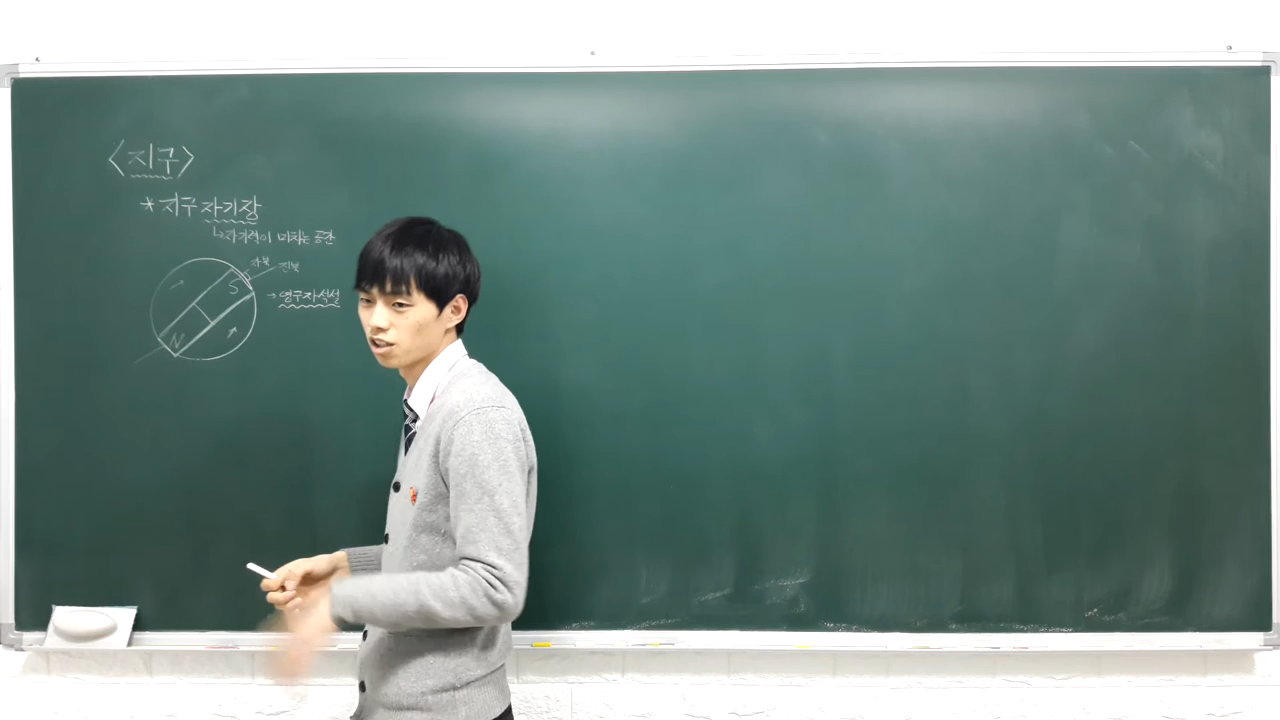 <지구>
* 지구 자기장
↳ 자기력이 미치는 공간
자북 진북
S
→ 영구자석설
N